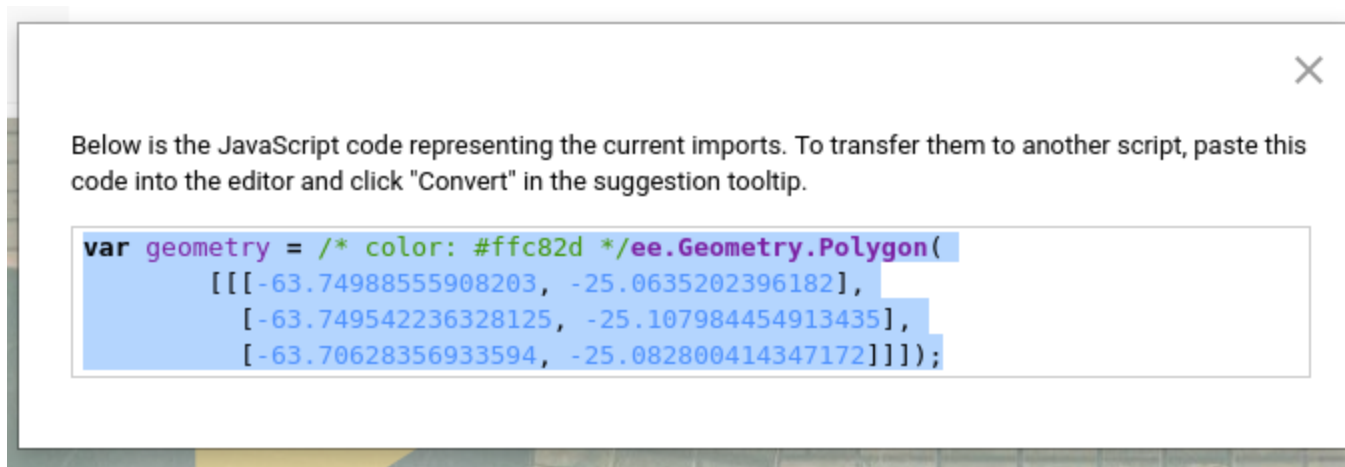 Below is the JavaScript code representing the current imports. To transfer them to another script, paste this
code into the editor and click "Convert" in the suggestion tooltip.
var geometry = /* color: #ffc82d */ee.Geometry.Polygon(
[[[-63.74988555908203, -25.0635202396182],
[-63.749542236328125, -25.107984454913435],
[-63.70628356933594, -25.082800414347172]]]);